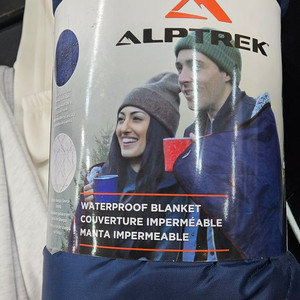 ALPTREK
WATERPROOF BLANKET
COUVERTURE IMPERMÉABLE
MANTA IMPERMEABLE